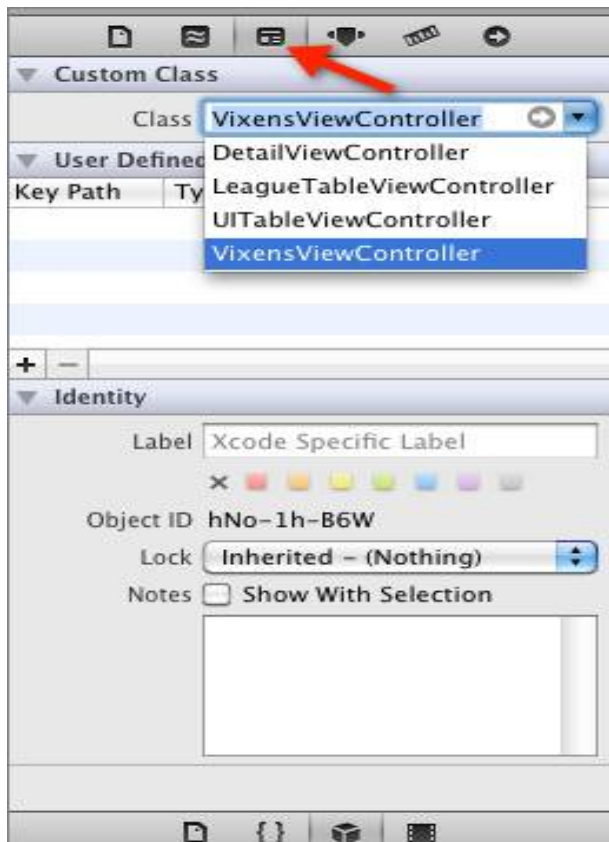 Custom Class
Class VixensViewController
DetailViewController
LeagueTableViewController
UITableViewController
VixensViewController
User Defined
Key Path Ty
+ −
Identity
Label Xcode Specific Label
Object ID hNo-1h-B6W
Lock Inherited - (Nothing)
Notes Show With Selection
{ }